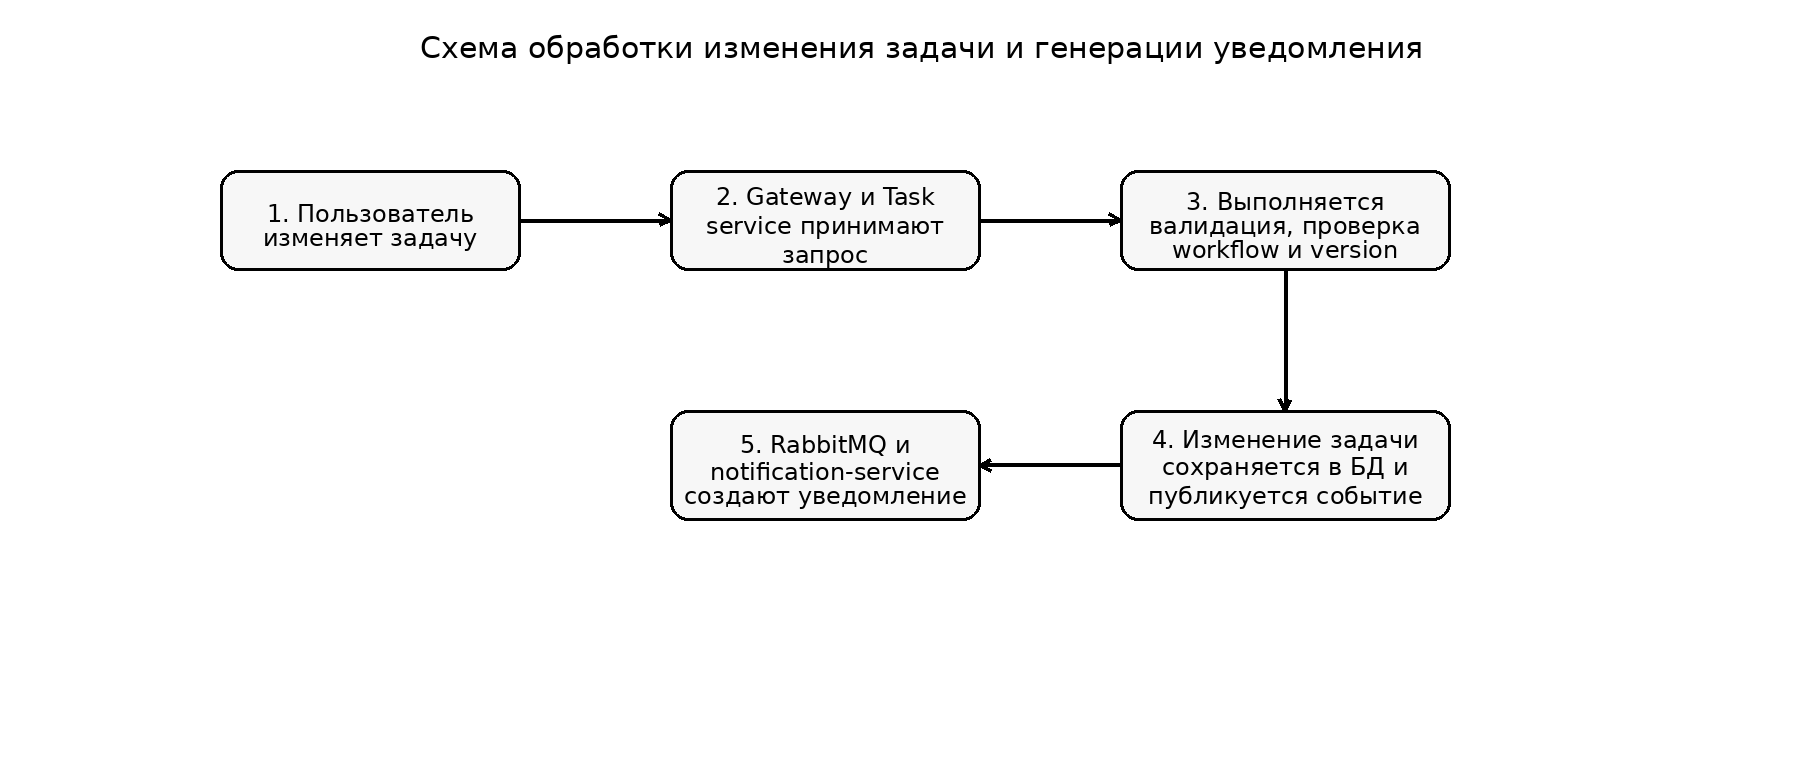 Схема обработки изменения задачи и генерации уведомления
1. Пользователь
изменяет задачу
2. Gateway и Task
service принимают
запрос
3. Выполняется
валидация, проверка
workflow и version
4. Изменение задачи
сохраняется в БД и
публикуется событие
5. RabbitMQ и
notification-service
создают уведомление